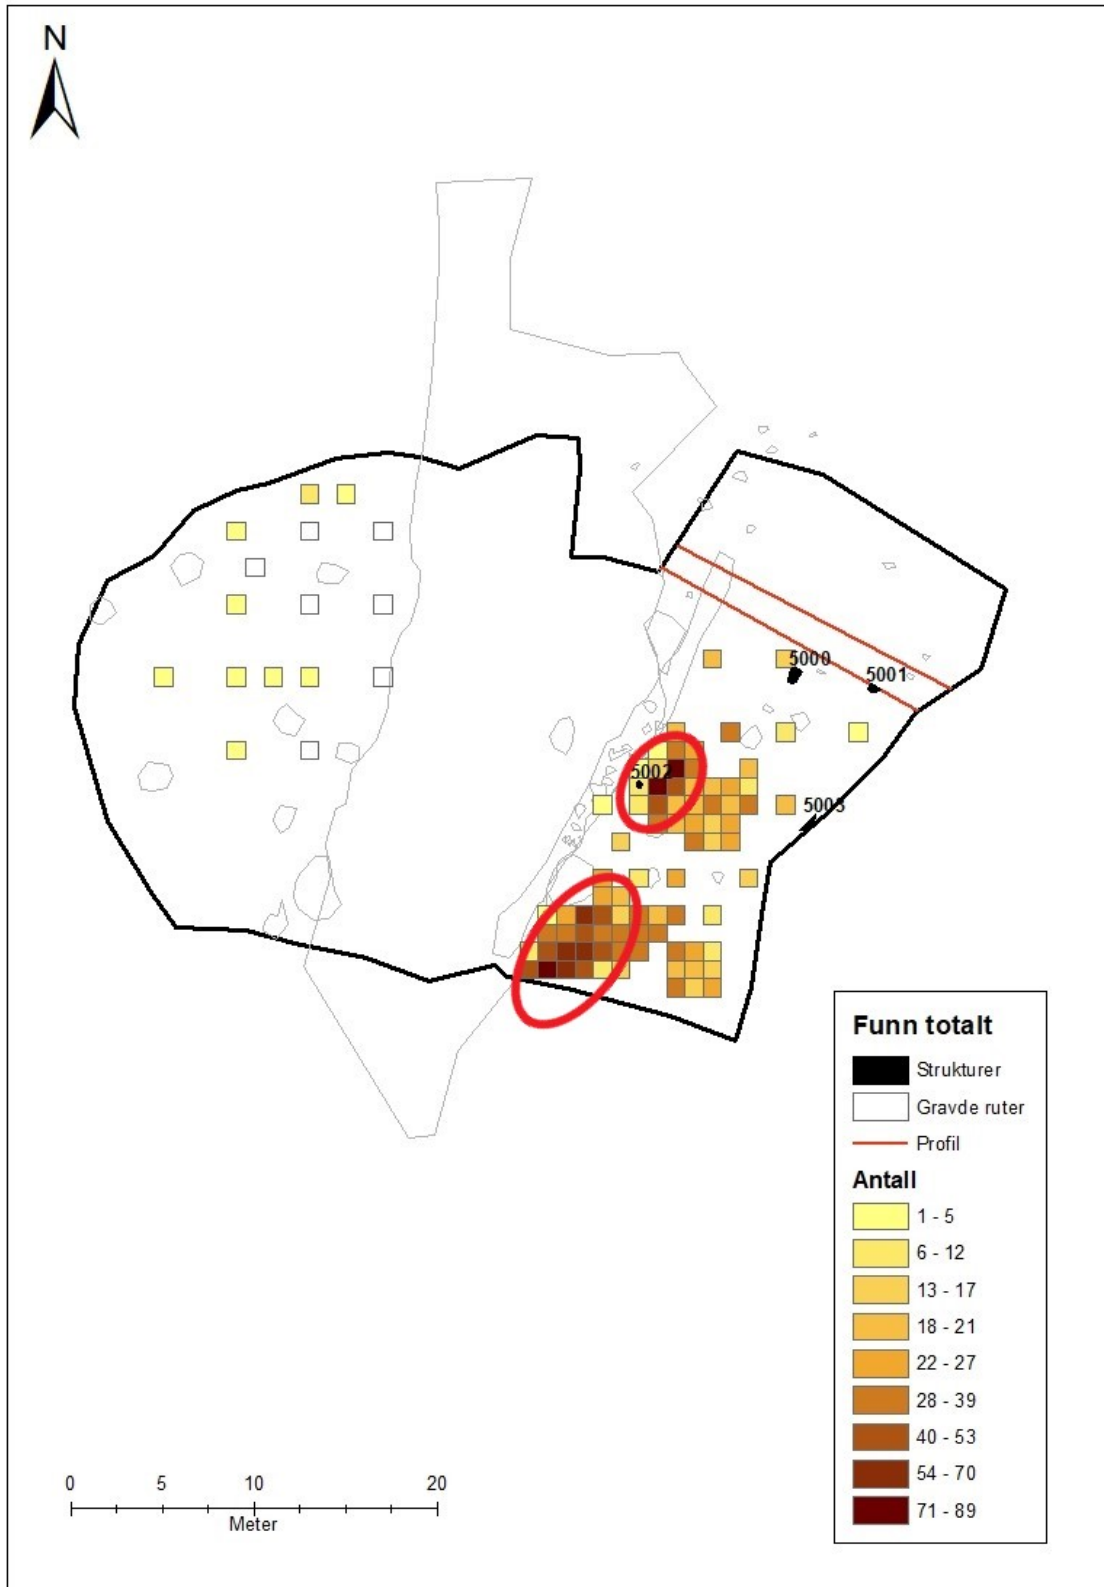 N
5000
5001
5002
5003
Funn totalt
Strukturer
Gravde ruter
Profil
Antall
1 - 5
6 - 12
13 - 17
18 - 21
22 - 27
28 - 39
40 - 53
54 - 70
71 - 89
0 5 10 20
Meter